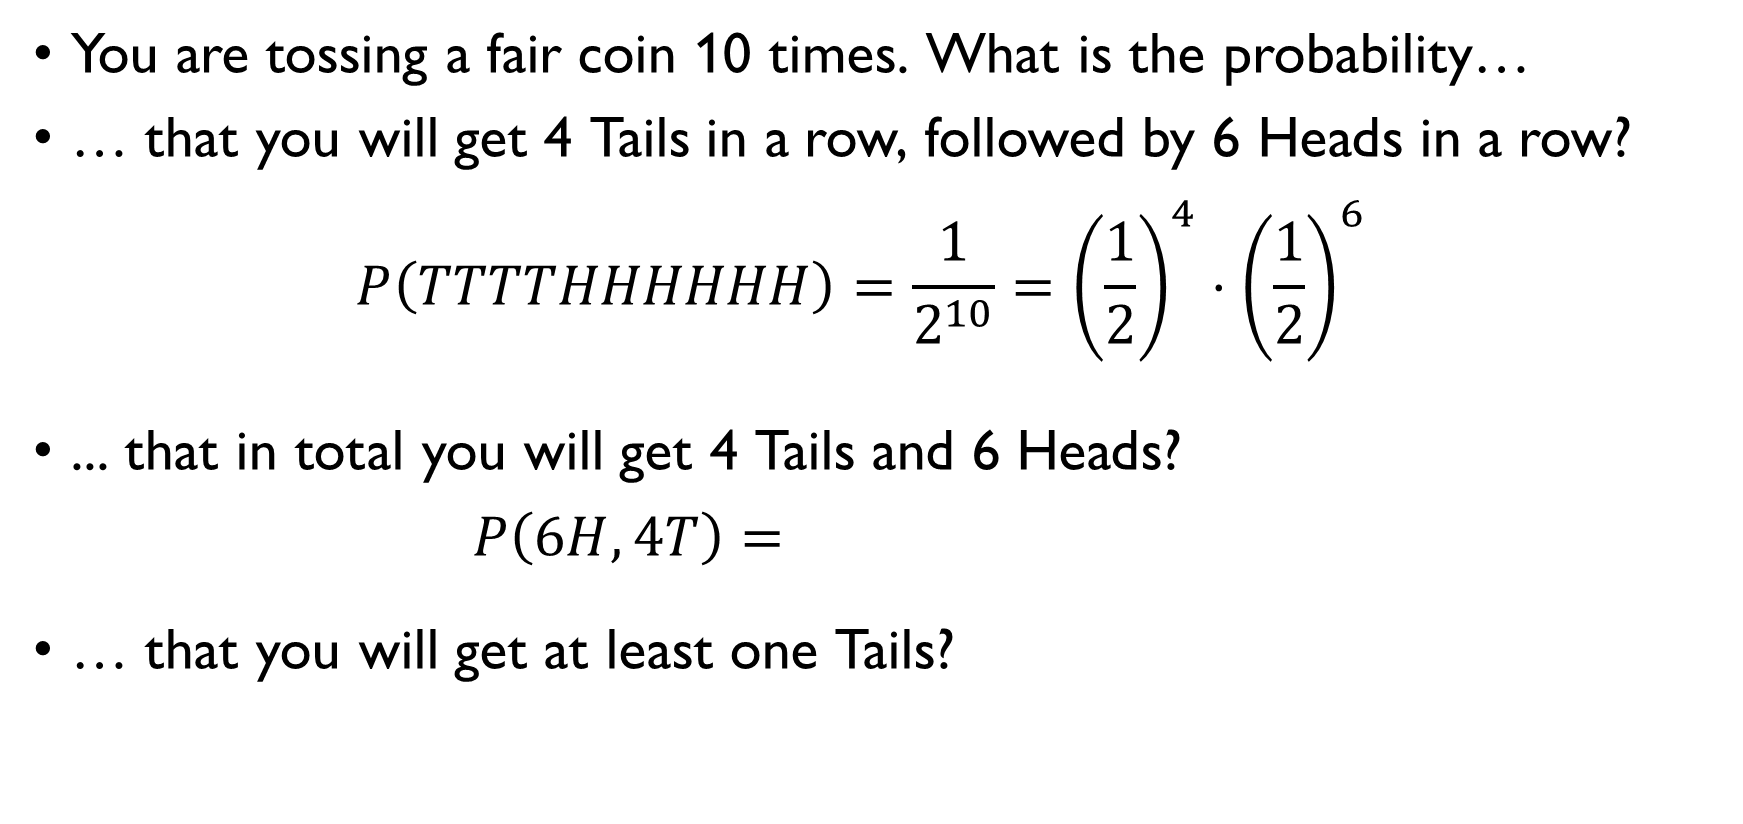 • You are tossing a fair coin 10 times. What is the probability…
• … that you will get 4 Tails in a row, followed by 6 Heads in a row?
P(TTTTHHHHHH) = 1/2^10 = (1/2)^4 · (1/2)^6
• ... that in total you will get 4 Tails and 6 Heads?
P(6H, 4T) =
• … that you will get at least one Tails?